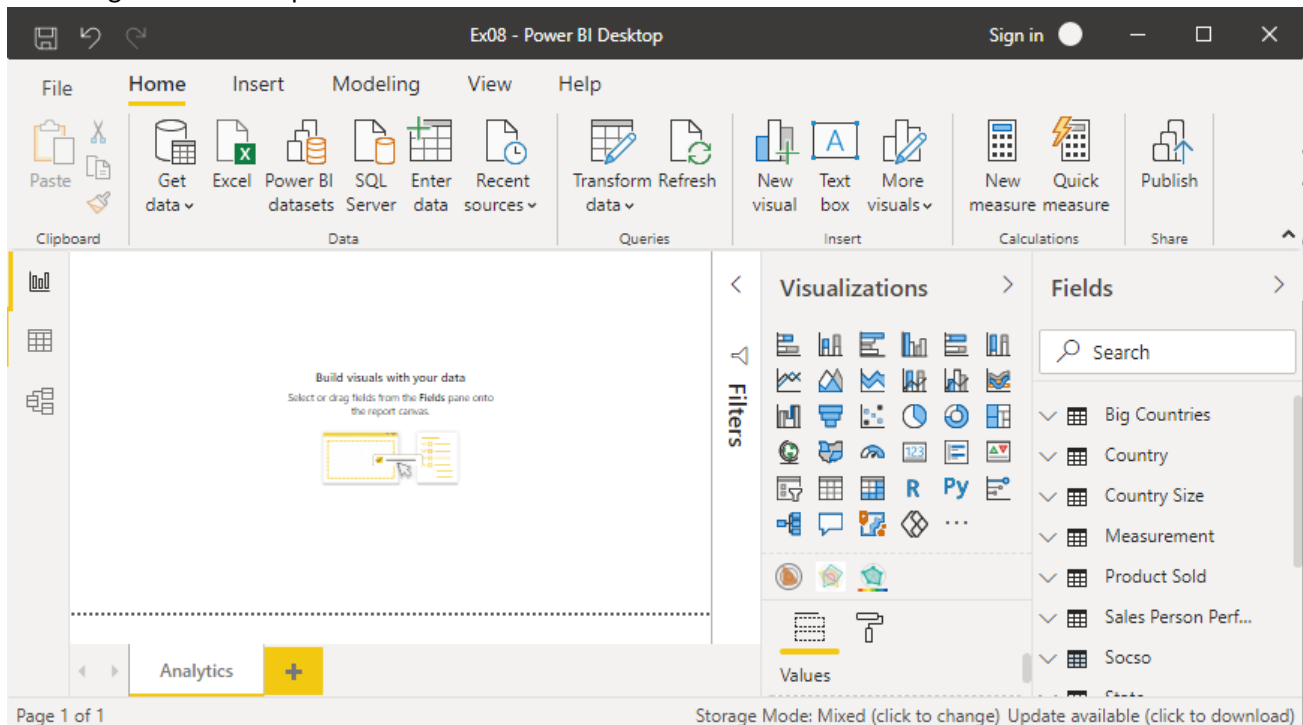 Ex08 - Power BI Desktop
Sign in
File Home Insert Modeling View Help
Paste
Get data
Excel
Power BI datasets
SQL Server
Enter data
Recent sources
Transform data
Refresh
New visual
A
Text box
More visuals
New measure
Quick measure
Publish
Clipboard
Data
Queries
Insert
Calculations
Share
Build visuals with your data
Select or drag fields from the Fields pane onto
the report canvas.
Filters
Visualizations
123
R Py
Values
Fields
Search
Big Countries
Country
Country Size
Measurement
Product Sold
Sales Person Perf...
Socso
Analytics
Page 1 of 1
Storage Mode: Mixed (click to change) Update available (click to download)